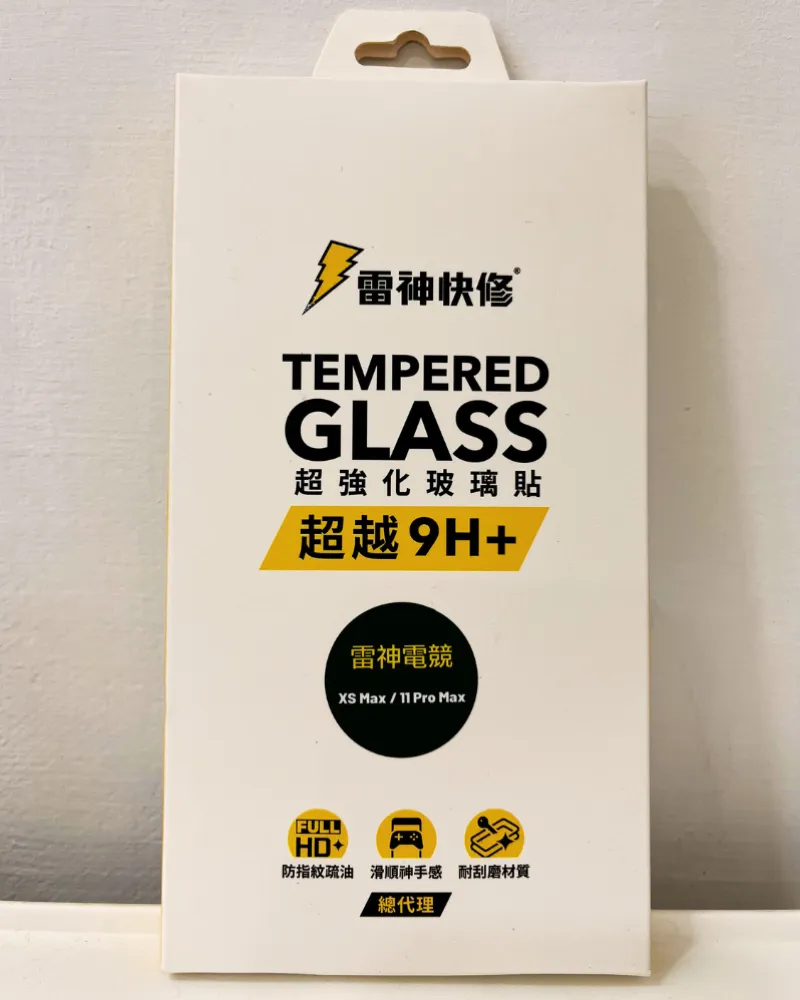 雷神快修®
TEMPERED
GLASS
超強化玻璃貼
超越9H+
雷神電競
XS Max / 11 Pro Max
FULL
HD
防指紋疏油 滑順神手感 耐刮磨材質
總代理